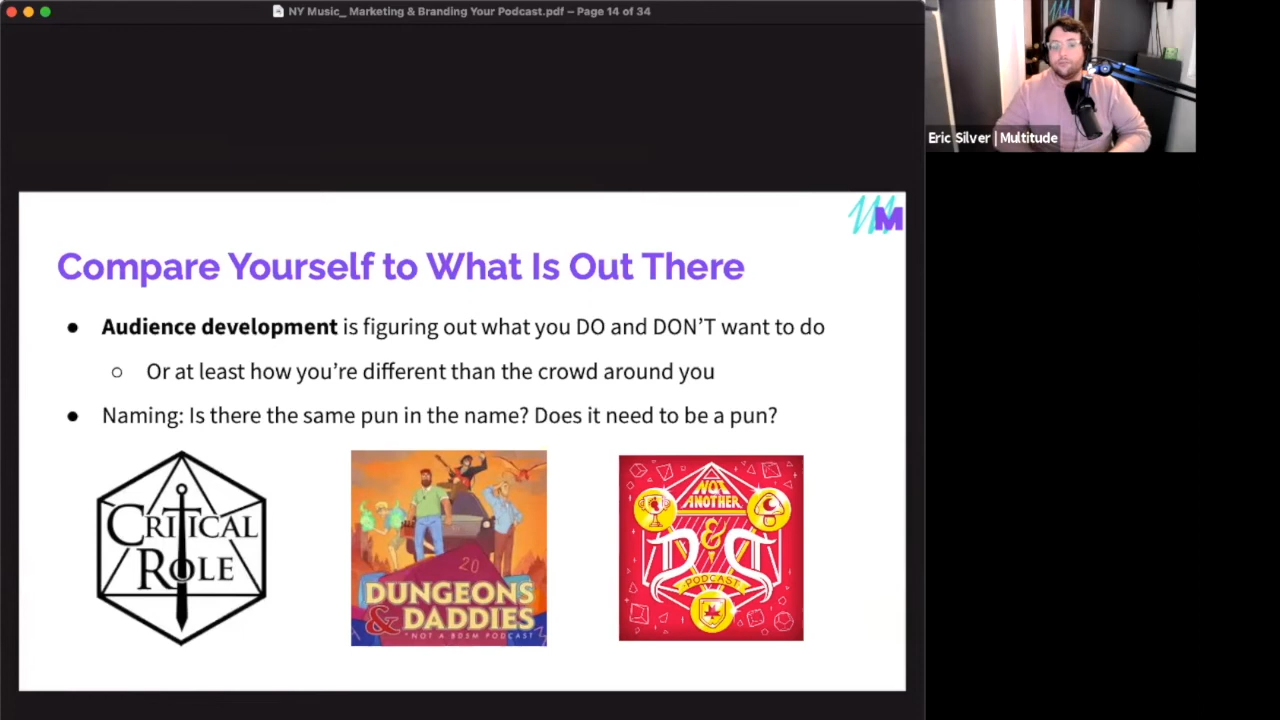 NY Music_ Marketing & Branding Your Podcast.pdf – Page 14 of 34
Eric Silver | Multitude
M
Compare Yourself to What Is Out There
● Audience development is figuring out what you DO and DON'T want to do
○ Or at least how you're different than the crowd around you
● Naming: Is there the same pun in the name? Does it need to be a pun?
CRITICAL
ROLE
20
DUNGEONS
& DADDIES
*NOT A BDSM PODCAST
NOT
ANOTHER
D&D
PODCAST